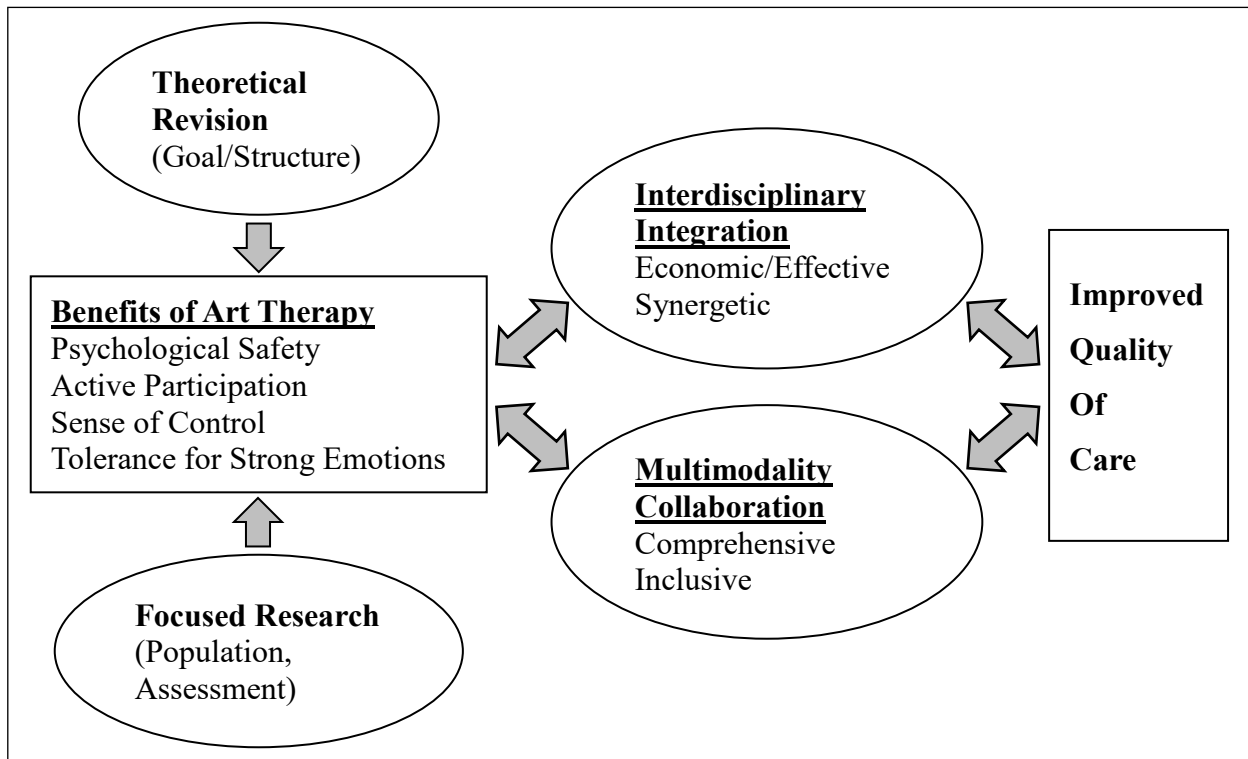 Theoretical
Revision
(Goal/Structure)
Benefits of Art Therapy
Psychological Safety
Active Participation
Sense of Control
Tolerance for Strong Emotions
Focused Research
(Population,
Assessment)
Interdisciplinary
Integration
Economic/Effective
Synergetic
Multimodality
Collaboration
Comprehensive
Inclusive
Improved
Quality
Of
Care